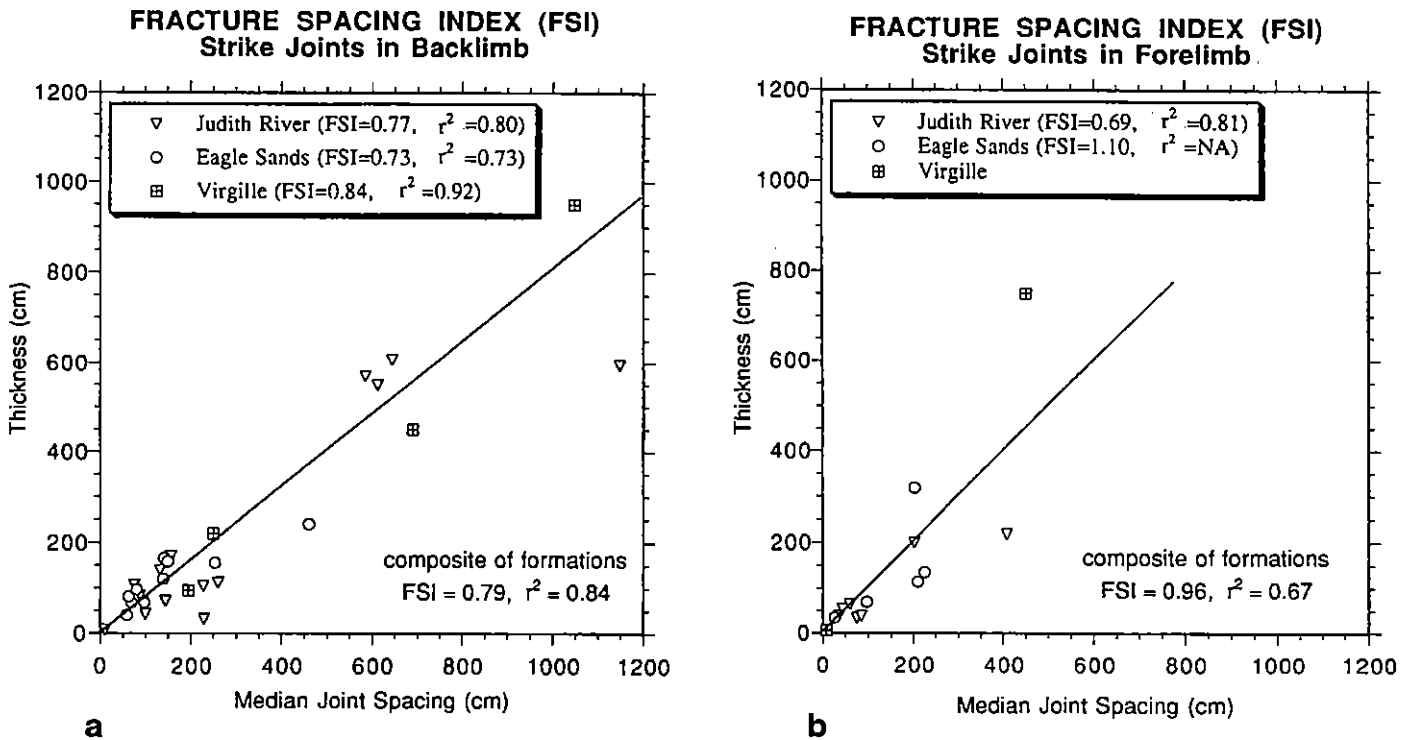 FRACTURE SPACING INDEX (FSI)
Strike Joints in Backlimb
1200
1000
800
600
400
200
0
Thickness (cm)
Judith River (FSI=0.77, r² =0.80)
Eagle Sands (FSI=0.73, r² =0.73)
Virgille (FSI=0.84, r² =0.92)
composite of formations
FSI = 0.79, r² = 0.84
0 200 400 600 800 1000 1200
Median Joint Spacing (cm)
a
FRACTURE SPACING INDEX (FSI)
Strike Joints in Forelimb
1200
1000
800
600
400
200
0
Thickness (cm)
Judith River (FSI=0.69, r² =0.81)
Eagle Sands (FSI=1.10, r² =NA)
Virgille
composite of formations
FSI = 0.96, r² = 0.67
0 200 400 600 800 1000 1200
Median Joint Spacing (cm)
b